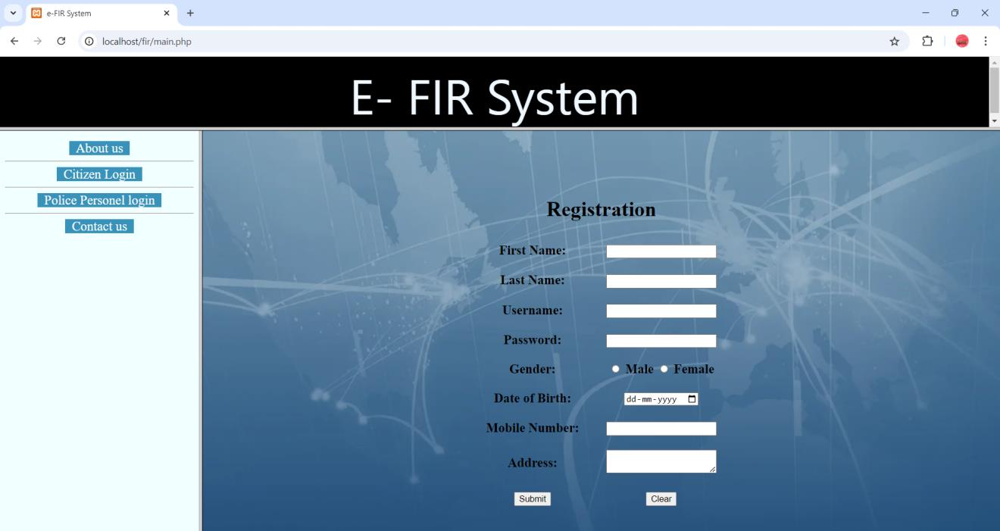 e-FIR System
localhost/fir/main.php
E- FIR System
About us
Citizen Login
Police Personel login
Contact us
Registration
First Name:
Last Name:
Username:
Password:
Gender: Male Female
Date of Birth: dd-mm-yyyy
Mobile Number:
Address:
Submit Clear